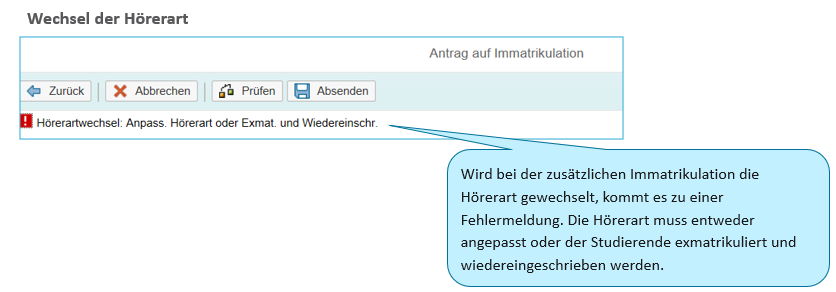 Wechsel der Hörerart
Antrag auf Immatrikulation
Zurück Abbrechen Prüfen Absenden
Hörerartwechsel: Anpass. Hörerart oder Exmat. und Wiedereinschr.
Wird bei der zusätzlichen Immatrikulation die
Hörerart gewechselt, kommt es zu einer
Fehlermeldung. Die Hörerart muss entweder
angepasst oder der Studierende exmatrikuliert und
wiedereingeschrieben werden.